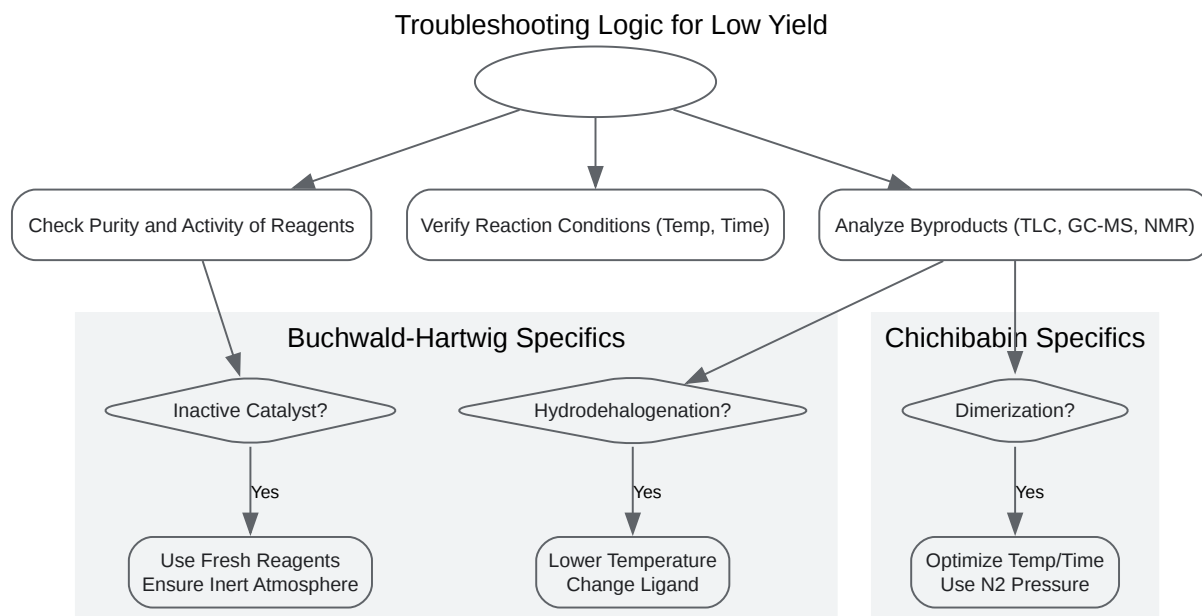 Troubleshooting Logic for Low Yield
Check Purity and Activity of Reagents
Verify Reaction Conditions (Temp, Time)
Analyze Byproducts (TLC, GC-MS, NMR)
Buchwald-Hartwig Specifics
Chichibabin Specifics
Inactive Catalyst?
Hydrodehalogenation?
Dimerization?
Yes
Yes
Yes
Use Fresh Reagents
Ensure Inert Atmosphere
Lower Temperature
Change Ligand
Optimize Temp/Time
Use N2 Pressure